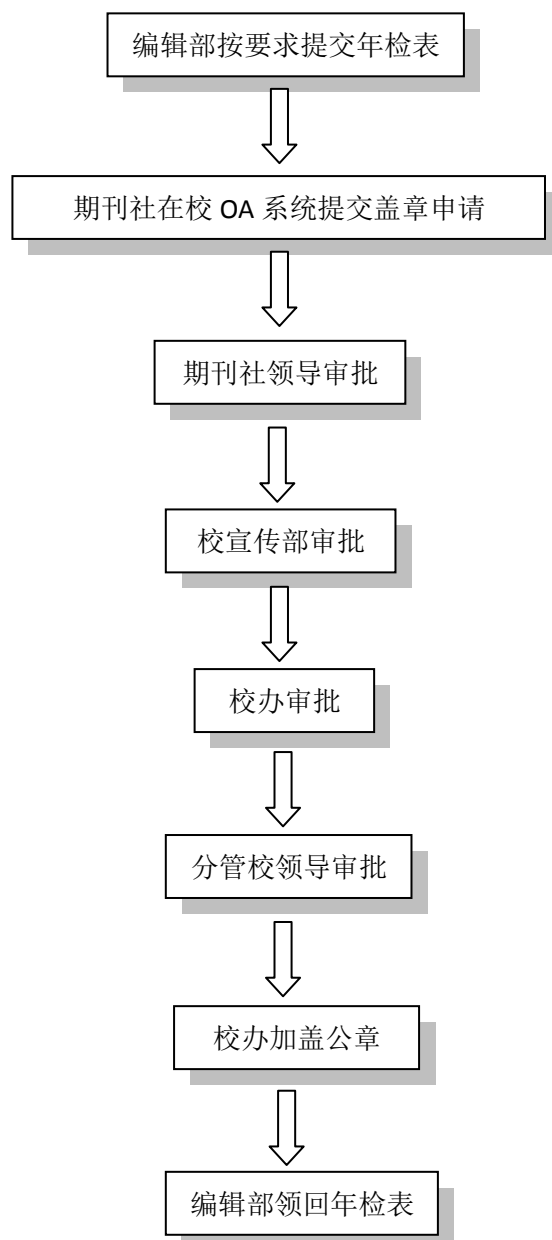 编辑部按要求提交年检表
期刊社在校 OA 系统提交盖章申请
期刊社领导审批
校宣传部审批
校办审批
分管校领导审批
校办加盖公章
编辑部领回年检表